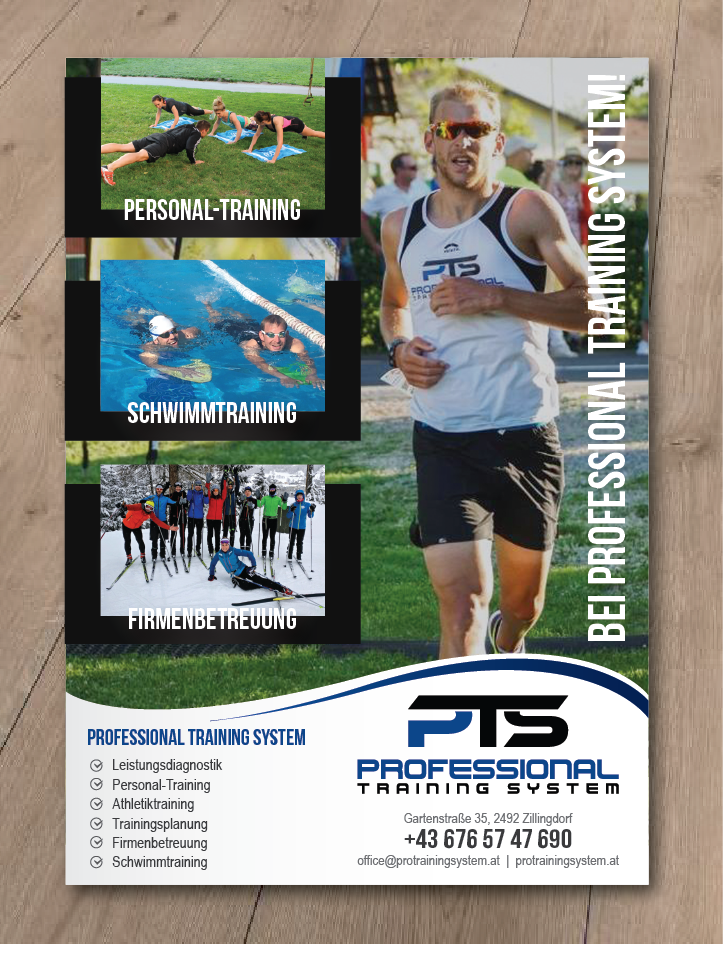 PERSONAL-TRAINING
SCHWIMMTRAINING
FIRMENBETREUUNG
BEI PROFESSIONAL TRAINING SYSTEM!
PTS
PROFESSIONAL TRAINING SYSTEM
Leistungsdiagnostik
Personal-Training
Athletiktraining
Trainingsplanung
Firmenbetreuung
Schwimmtraining
PTS
PROFESSIONAL
TRAINING SYSTEM
Gartenstraße 35, 2492 Zillingdorf
+43 676 57 47 690
office@protrainingsystem.at | protrainingsystem.at